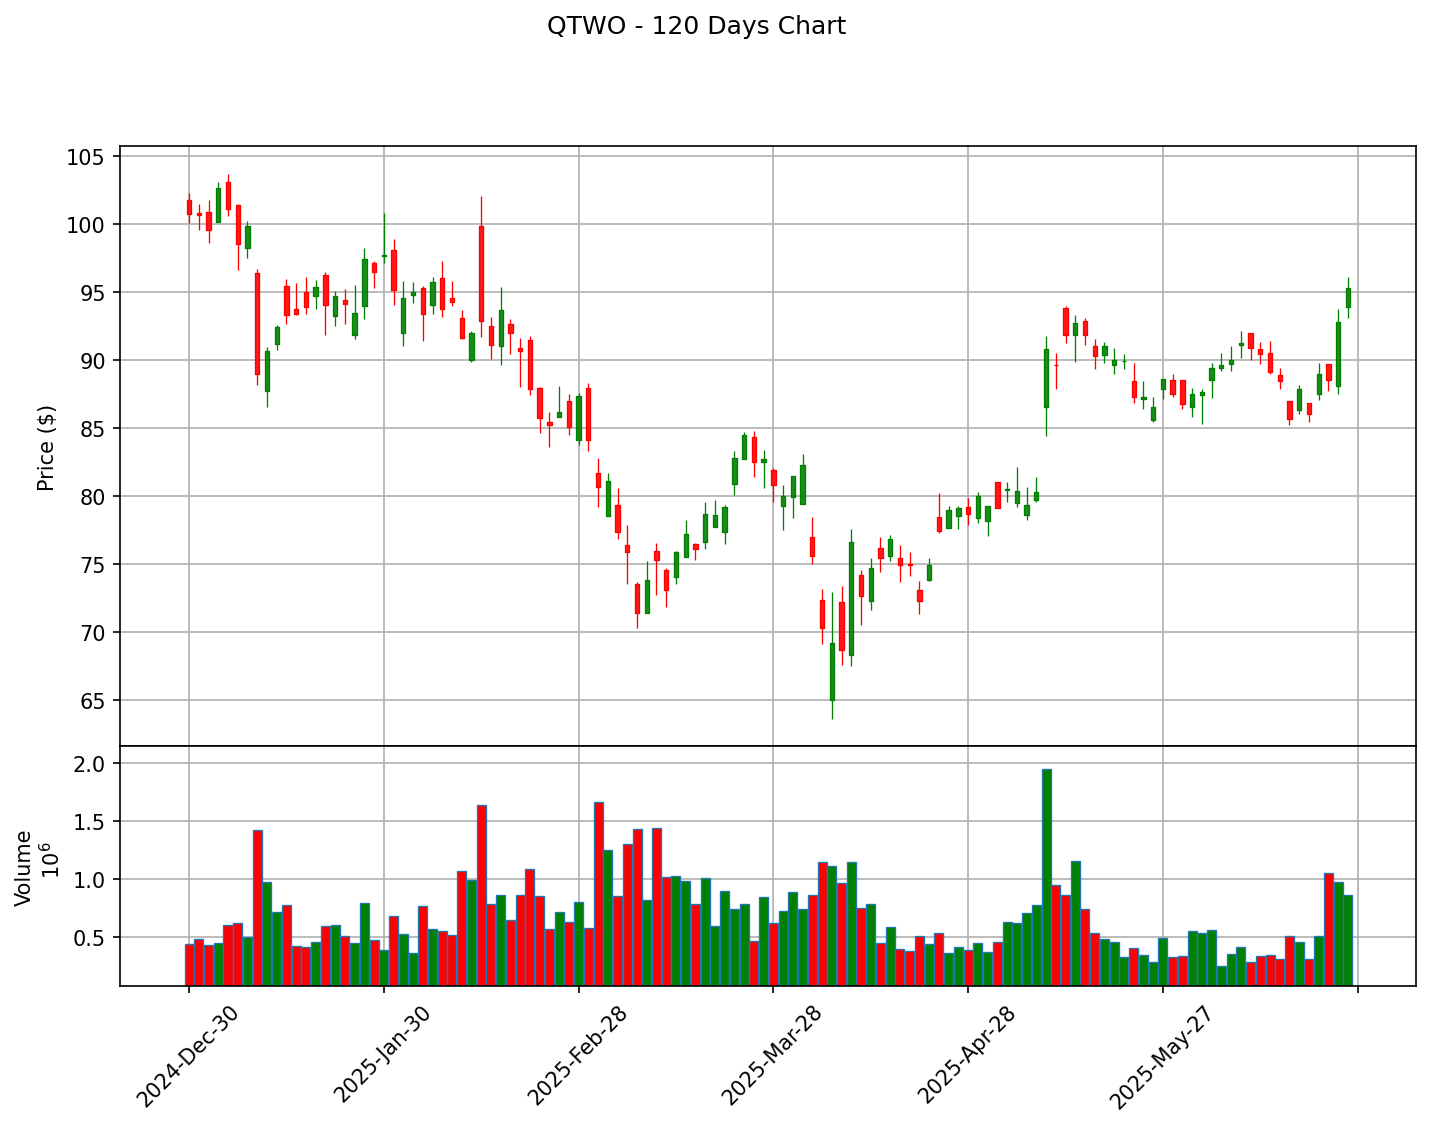 QTWO - 120 Days Chart
105
100
95
90
85
80
75
70
65
Price ($)
2.0
1.5
1.0
0.5
Volume
10^6
2024-Dec-30
2025-Jan-30
2025-Feb-28
2025-Mar-28
2025-Apr-28
2025-May-27